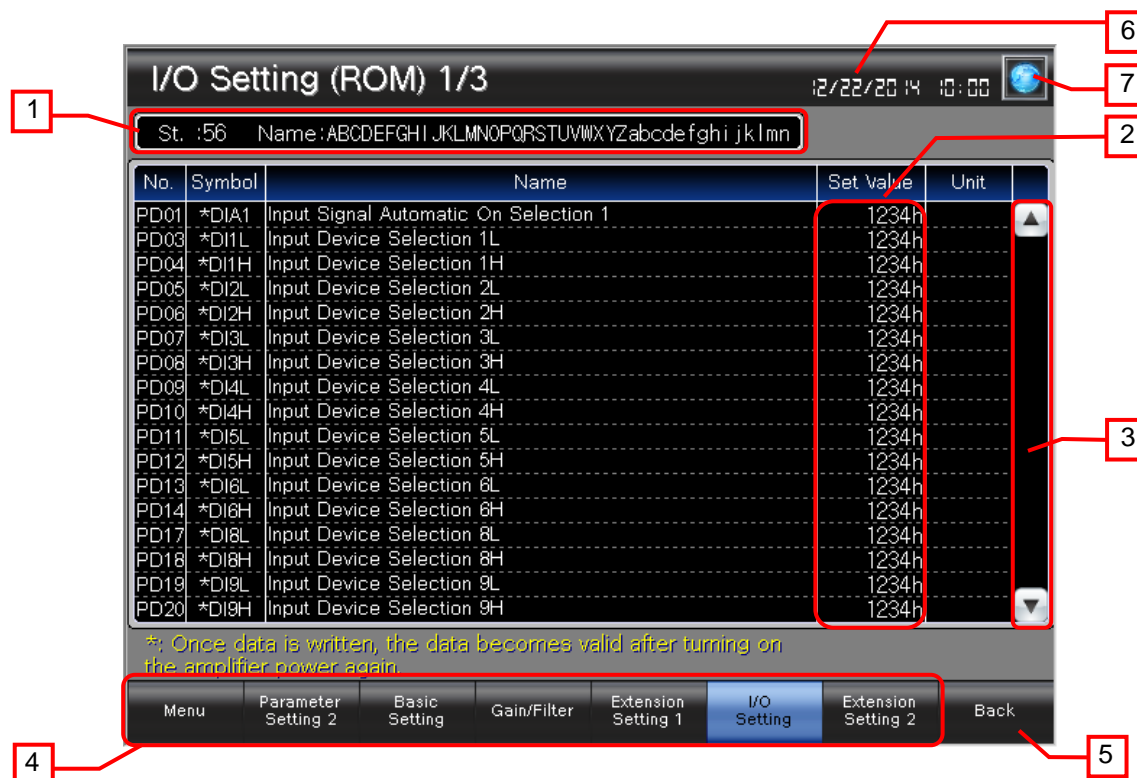 6
I/O Setting (ROM) 1/3
12/22/2014 10:00
7
1
St. :56 Name:ABCDEFGHIJKLMNOPQRSTUVWXYZabcdefghijklmn
2
No. Symbol Name Set Value Unit
PD01 *DIA1 Input Signal Automatic On Selection 1 1234h
PD03 *DI1L Input Device Selection 1L 1234h
PD04 *DI1H Input Device Selection 1H 1234h
PD05 *DI2L Input Device Selection 2L 1234h
PD06 *DI2H Input Device Selection 2H 1234h
PD07 *DI3L Input Device Selection 3L 1234h
PD08 *DI3H Input Device Selection 3H 1234h
PD09 *DI4L Input Device Selection 4L 1234h
PD10 *DI4H Input Device Selection 4H 1234h
PD11 *DI5L Input Device Selection 5L 1234h
3
PD12 *DI5H Input Device Selection 5H 1234h
PD13 *DI6L Input Device Selection 6L 1234h
PD14 *DI6H Input Device Selection 6H 1234h
PD17 *DI8L Input Device Selection 8L 1234h
PD18 *DI8H Input Device Selection 8H 1234h
PD19 *DI9L Input Device Selection 9L 1234h
PD20 *DI9H Input Device Selection 9H 1234h
*: Once data is written, the data becomes valid after turning on
the amplifier power again.
Menu
Parameter
Setting 2
Basic
Setting
Gain/Filter
Extension
Setting 1
I/O
Setting
Extension
Setting 2
Back
4
5